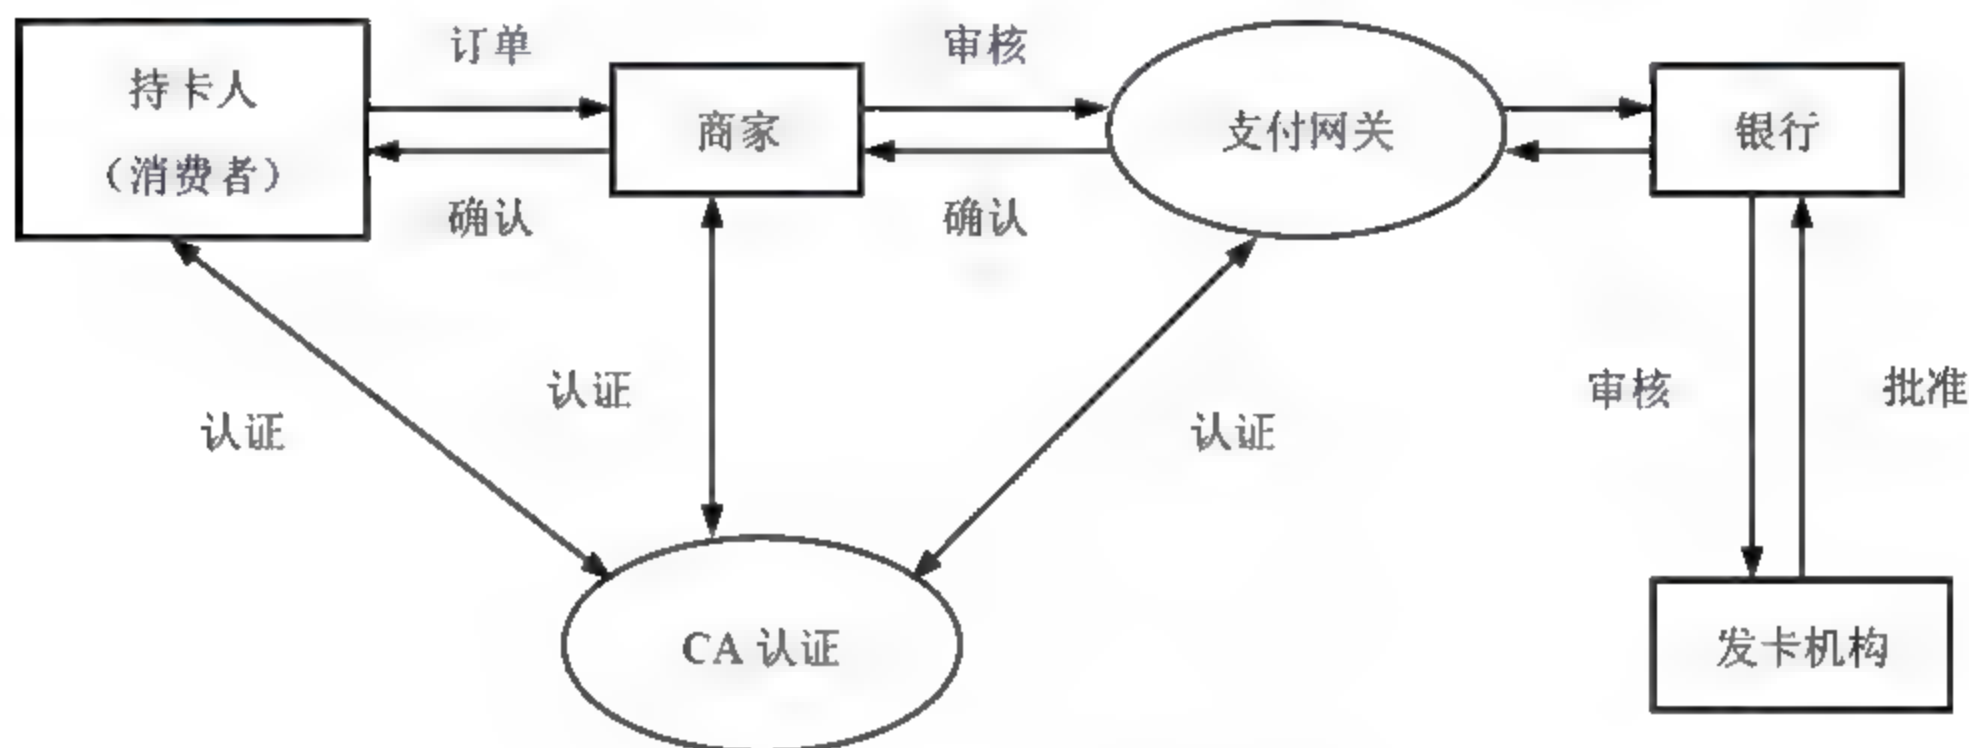 订单
审核
持卡人
（消费者）
商家
支付网关
银行
确认
确认
认证
认证
认证
审核
批准
CA 认证
发卡机构